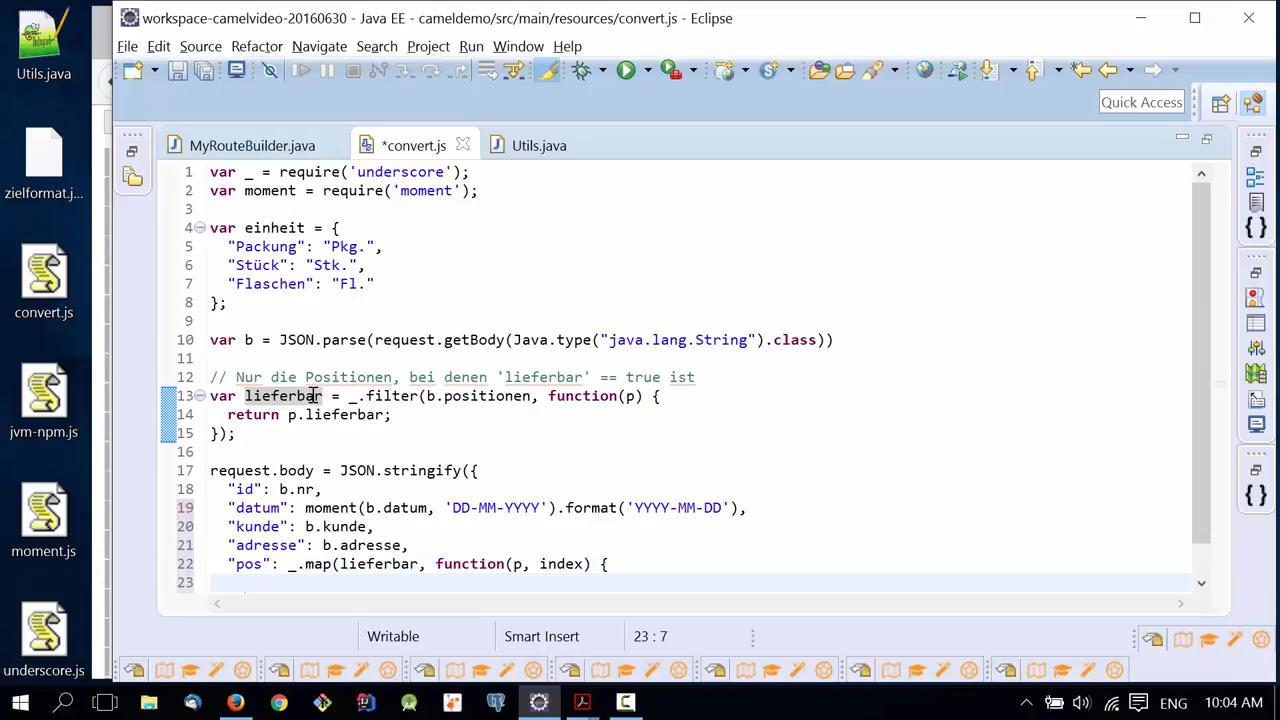 workspace-camelvideo-20160630 - Java EE - cameldemo/src/main/resources/convert.js - Eclipse
File Edit Source Refactor Navigate Search Project Run Window Help
Quick Access
MyRouteBuilder.java *convert.js Utils.java
1 var _ = require('underscore');
2 var moment = require('moment');
3
4 var einheit = {
5 "Packung": "Pkg.",
6 "Stück": "Stk.",
7 "Flaschen": "Fl."
8 };
9
10 var b = JSON.parse(request.getBody(Java.type("java.lang.String").class))
11
12 // Nur die Positionen, bei denen 'lieferbar' == true ist
13 var lieferbar = _.filter(b.positionen, function(p) {
14 return p.lieferbar;
15 });
16
17 request.body = JSON.stringify({
18 "id": b.nr,
19 "datum": moment(b.datum, 'DD-MM-YYYY').format('YYYY-MM-DD'),
20 "kunde": b.kunde,
21 "adresse": b.adresse,
22 "pos": _.map(lieferbar, function(p, index) {
23
Writable Smart Insert 23 : 7
Utils.java
zielformat.j...
convert.js
jvm-npm.js
moment.js
underscore.js
ENG 10:04 AM